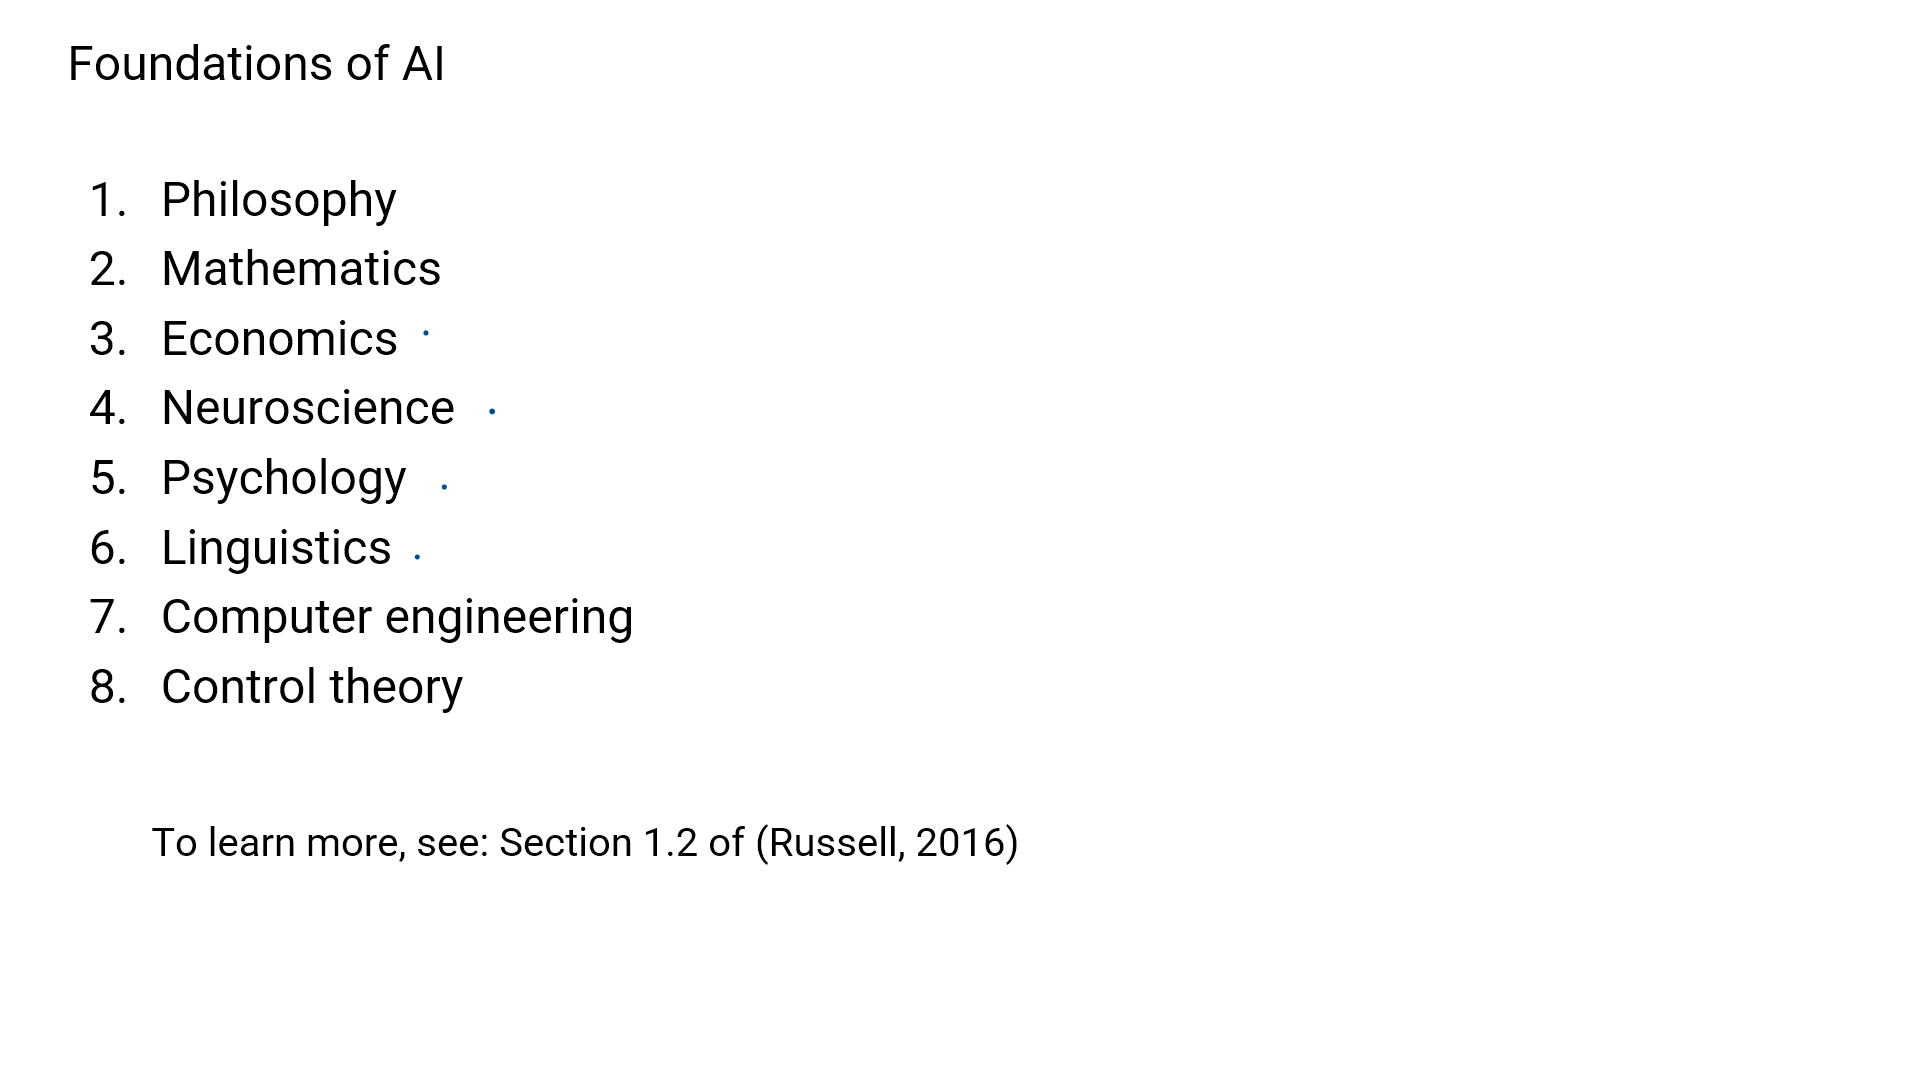 Foundations of AI
1. Philosophy
2. Mathematics
3. Economics
4. Neuroscience
5. Psychology
6. Linguistics
7. Computer engineering
8. Control theory
To learn more, see: Section 1.2 of (Russell, 2016)